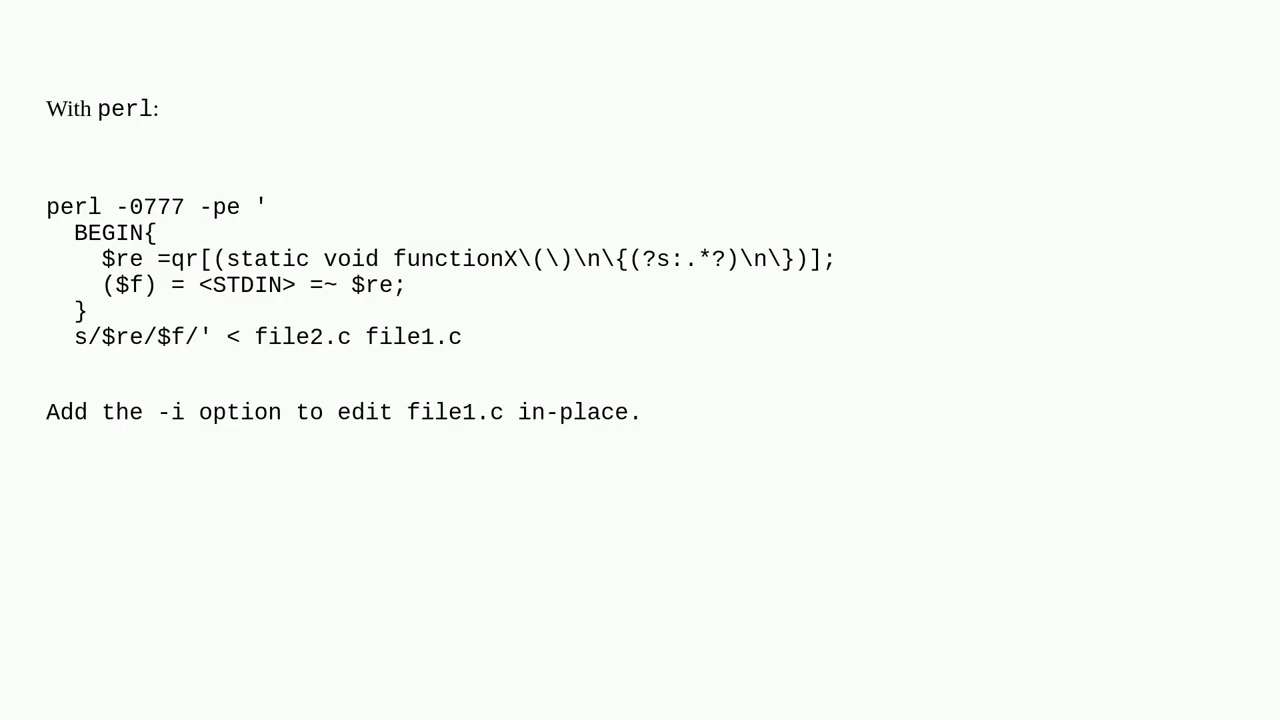 With perl:
perl -0777 -pe '
  BEGIN{
    $re =qr[(static void functionX\(\)\n\{(?s:.*?)\n\})];
    ($f) = <STDIN> =~ $re;
  }
  s/$re/$f/' < file2.c file1.c
Add the -i option to edit file1.c in-place.